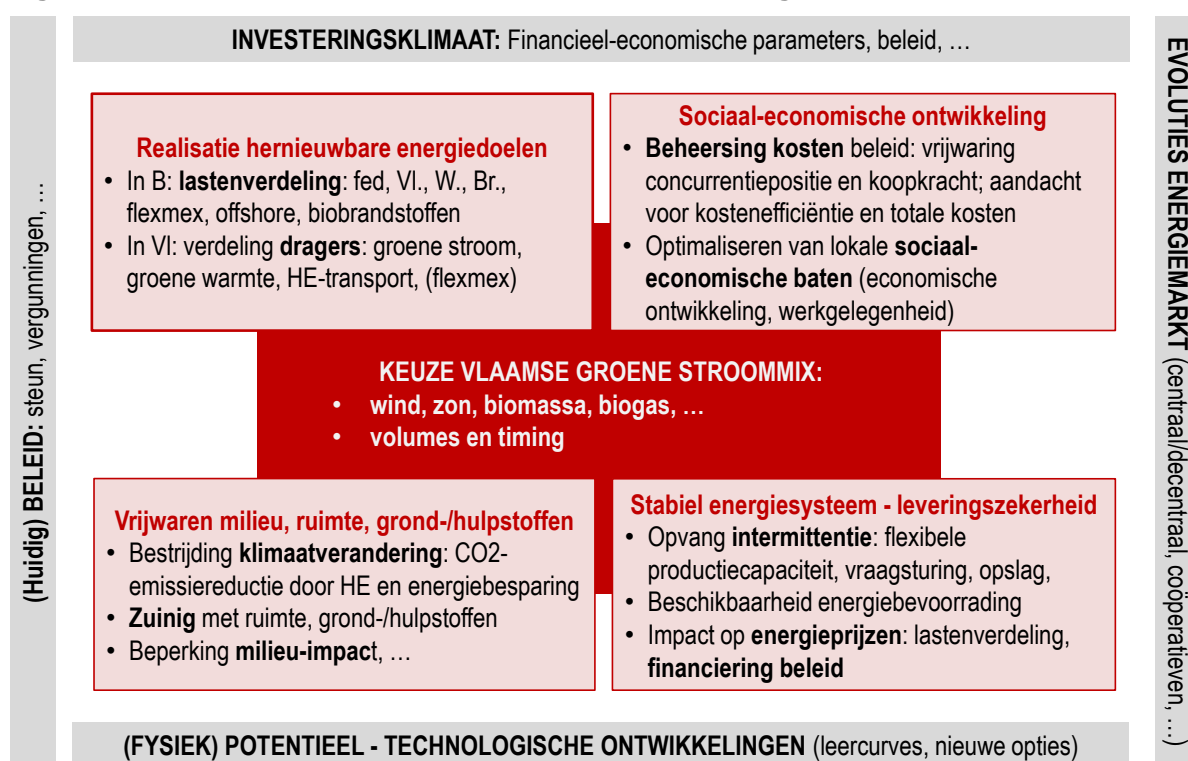 INVESTERINGSKLIMAAT: Financieel-economische parameters, beleid, …
(Huidig) BELEID: steun, vergunningen, …
Realisatie hernieuwbare energiedoelen
• In B: lastenverdeling: fed, Vl., W., Br.,
flexmex, offshore, biobrandstoffen
• In Vl: verdeling dragers: groene stroom,
groene warmte, HE-transport, (flexmex)
Sociaal-economische ontwikkeling
• Beheersing kosten beleid: vrijwaring
concurrentiepositie en koopkracht; aandacht
voor kostenefficiëntie en totale kosten
• Optimaliseren van lokale sociaal-
economische baten (economische
ontwikkeling, werkgelegenheid)
KEUZE VLAAMSE GROENE STROOMMIX:
• wind, zon, biomassa, biogas, …
• volumes en timing
Vrijwaren milieu, ruimte, grond-/hulpstoffen
• Bestrijding klimaatverandering: CO2-
emissiereductie door HE en energiebesparing
• Zuinig met ruimte, grond-/hulpstoffen
• Beperking milieu-impact, …
Stabiel energiesysteem - leveringszekerheid
• Opvang intermittentie: flexibele
productiecapaciteit, vraagsturing, opslag,
• Beschikbaarheid energiebevoorrading
• Impact op energieprijzen: lastenverdeling,
financiering beleid
EVOLUTIES ENERGIEMARKT (centraal/decentraal, coöperatieven, …)
(FYSIEK) POTENTIEEL - TECHNOLOGISCHE ONTWIKKELINGEN (leercurves, nieuwe opties)